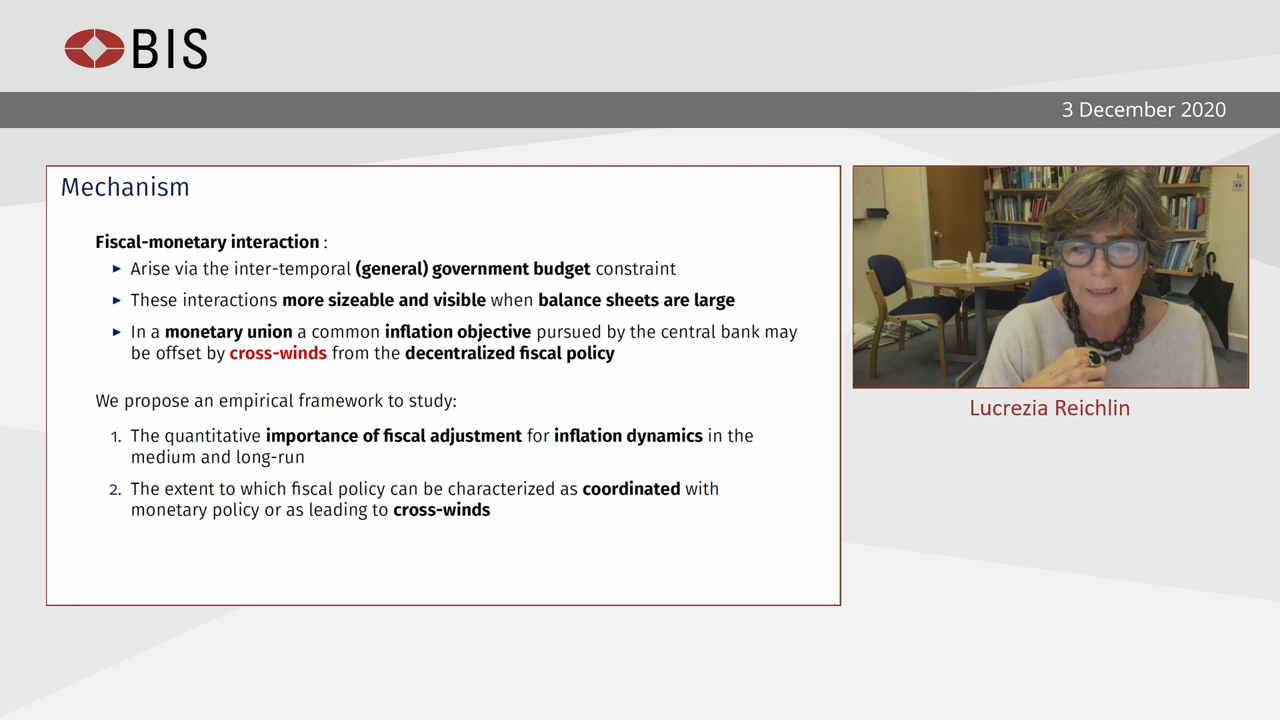 BIS
3 December 2020
Mechanism
Fiscal-monetary interaction :
► Arise via the inter-temporal (general) government budget constraint
► These interactions more sizeable and visible when balance sheets are large
► In a monetary union a common inflation objective pursued by the central bank may
be offset by cross-winds from the decentralized fiscal policy
We propose an empirical framework to study:
1. The quantitative importance of fiscal adjustment for inflation dynamics in the
medium and long-run
2. The extent to which fiscal policy can be characterized as coordinated with
monetary policy or as leading to cross-winds
Lucrezia Reichlin